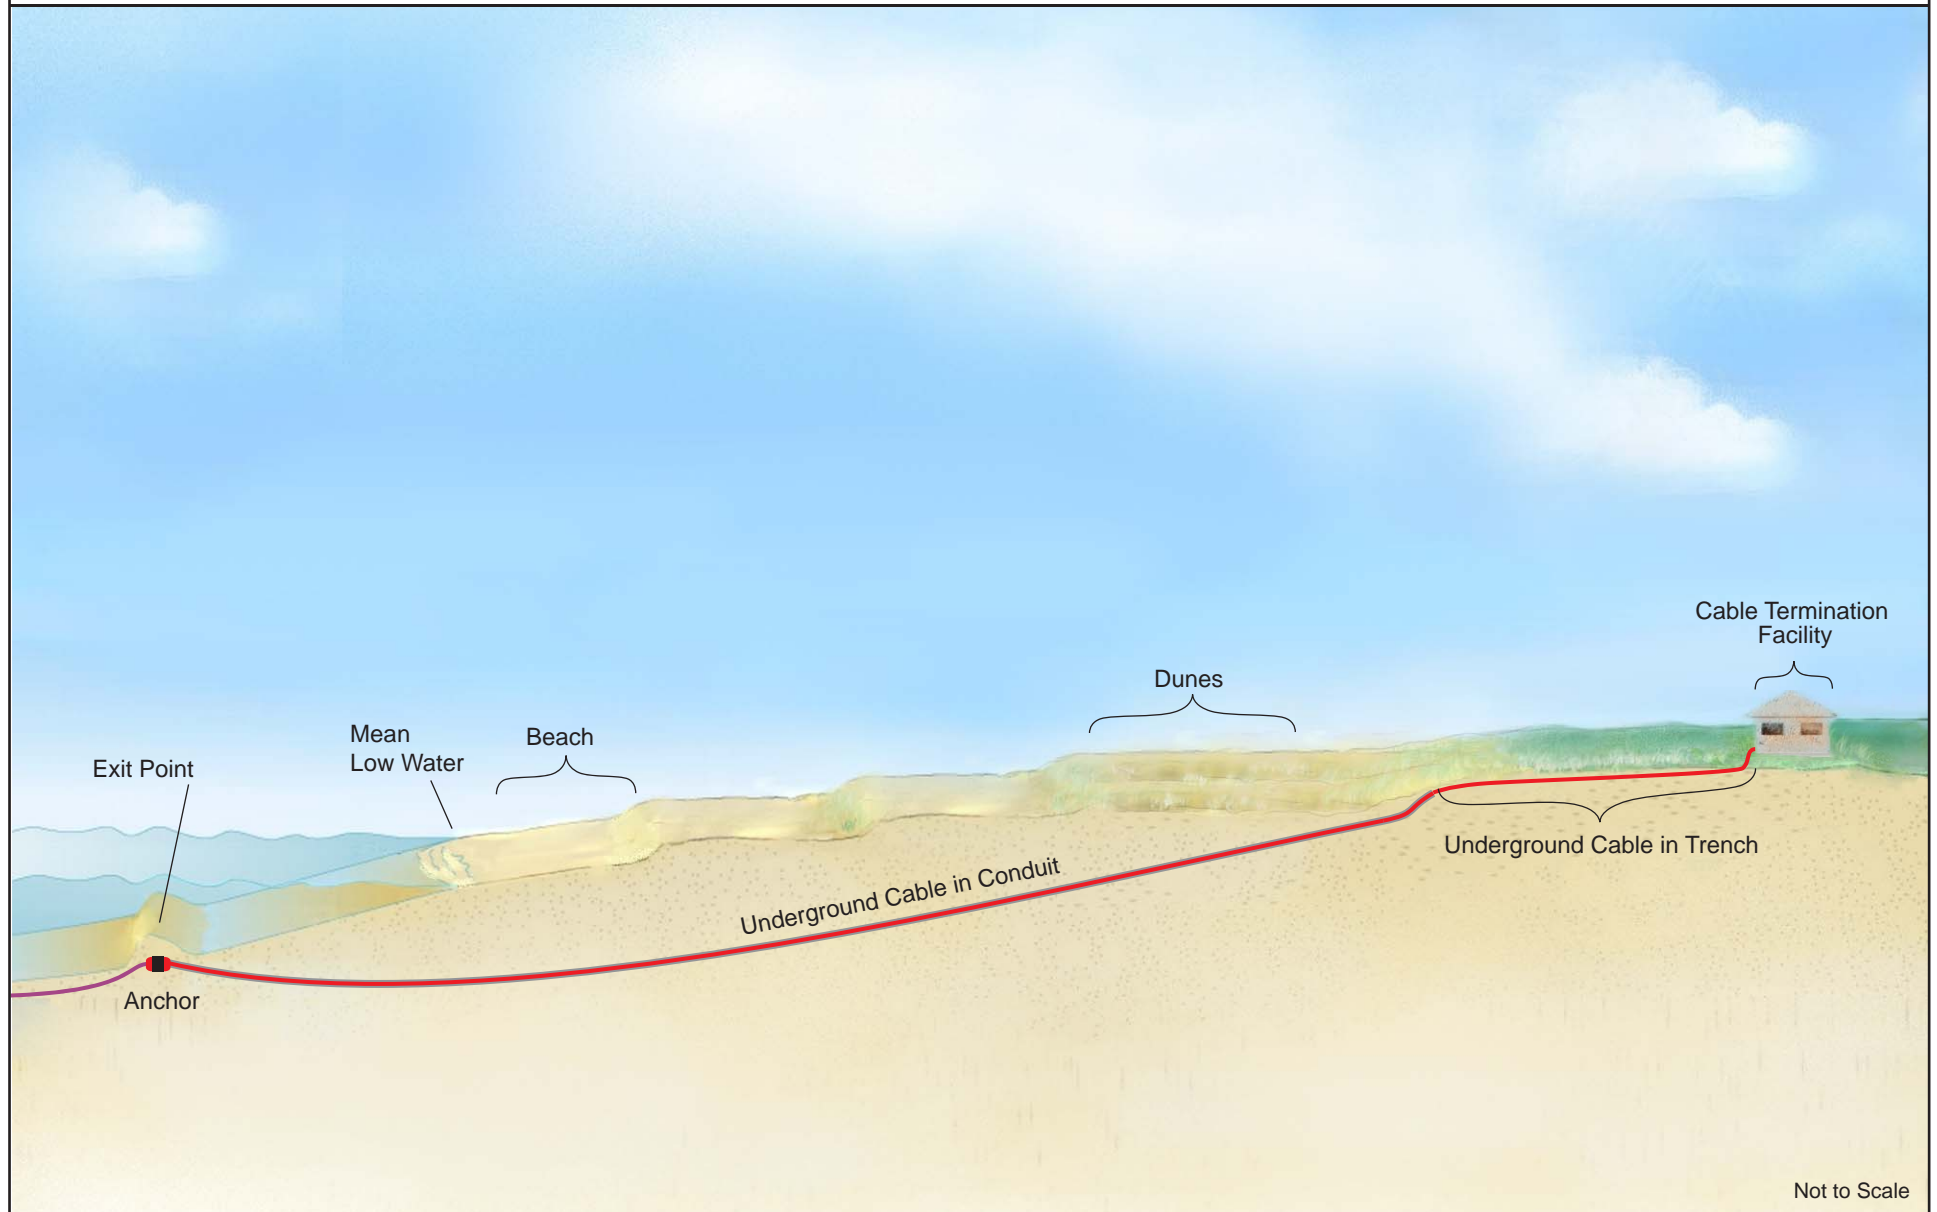 Cable Termination
Facility
Dunes
Mean
Low Water
Beach
Exit Point
Underground Cable in Trench
Underground Cable in Conduit
Anchor
Not to Scale